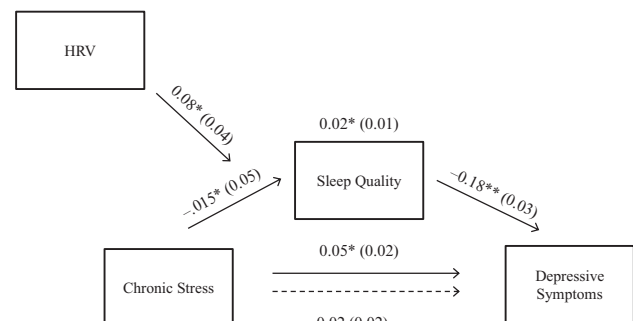 HRV
0.08* (0.04)
0.02* (0.01)
Sleep Quality
–.015* (0.05)
–0.18** (0.03)
0.05* (0.02)
Chronic Stress
Depressive
Symptoms